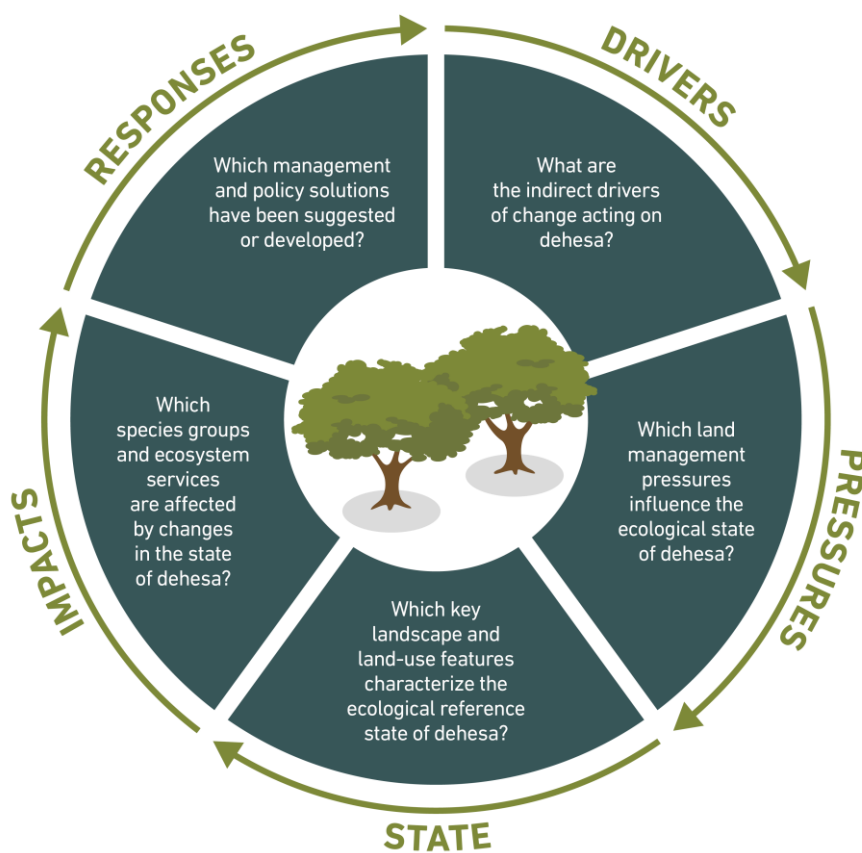 RESPONSES
Which management
and policy solutions
have been suggested
or developed?
DRIVERS
What are
the indirect drivers
of change acting on
dehesa?
PRESSURES
Which land
management
pressures
influence the
ecological state
of dehesa?
STATE
Which key
landscape and
land-use features
characterize the
ecological reference
state of dehesa?
IMPACTS
Which
species groups
and ecosystem
services
are affected
by changes
in the state
of dehesa?